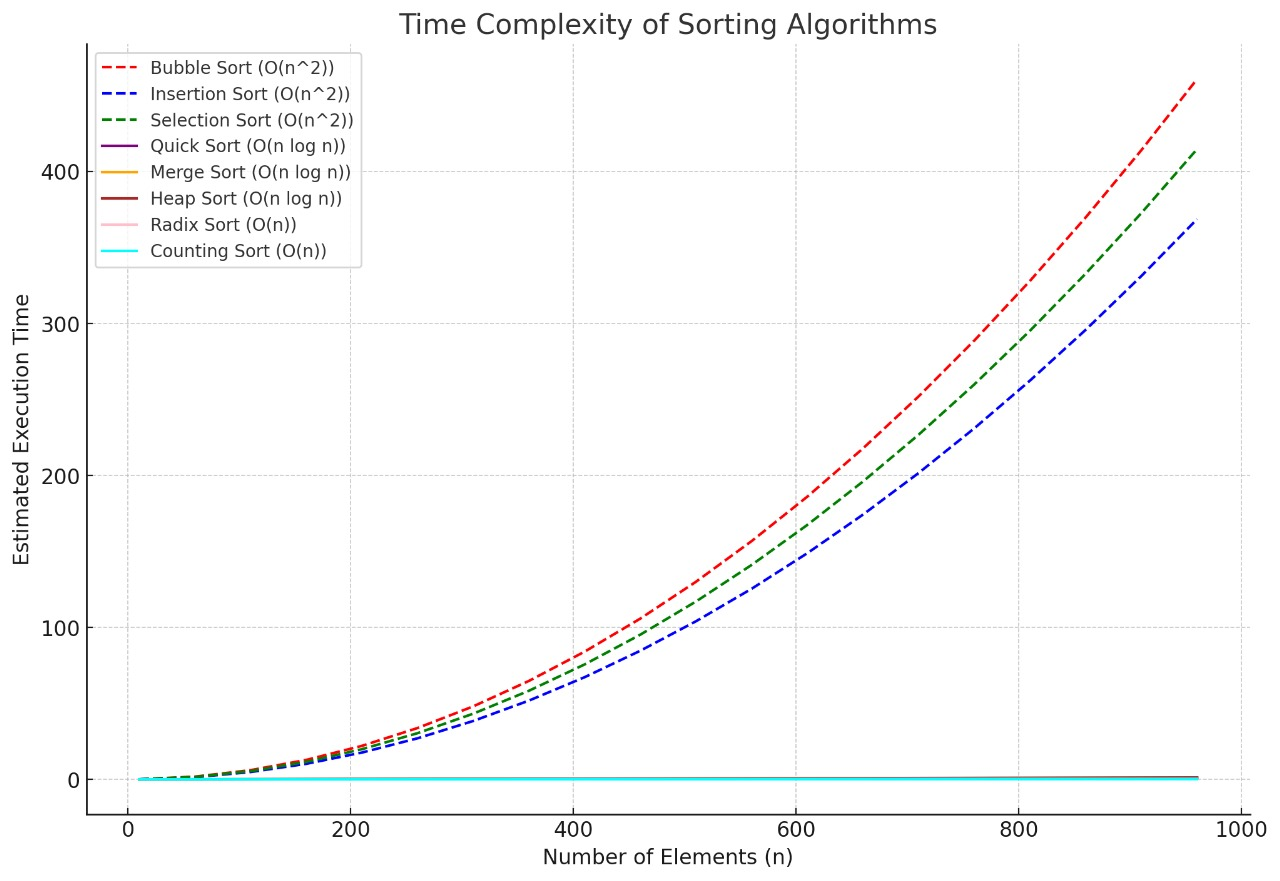 Time Complexity of Sorting Algorithms
Bubble Sort (O(n^2))
Insertion Sort (O(n^2))
Selection Sort (O(n^2))
Quick Sort (O(n log n))
Merge Sort (O(n log n))
Heap Sort (O(n log n))
Radix Sort (O(n))
Counting Sort (O(n))
Estimated Execution Time
400
300
200
100
0
0 200 400 600 800 1000
Number of Elements (n)